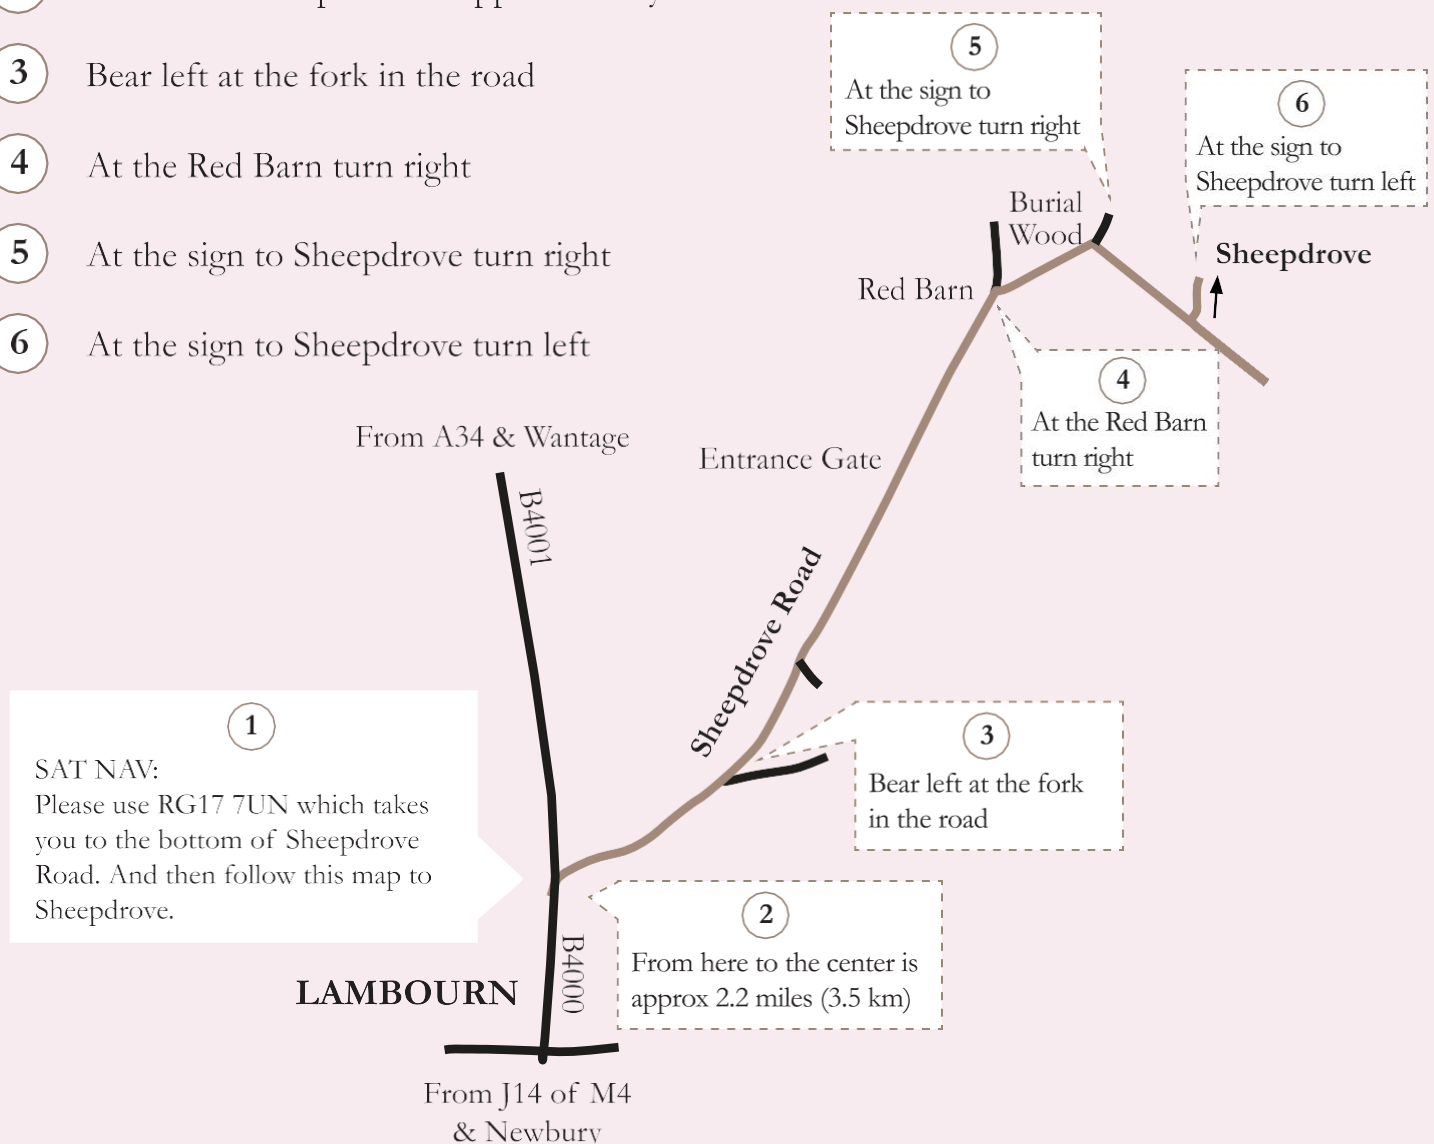 3 Bear left at the fork in the road
4 At the Red Barn turn right
5 At the sign to Sheepdrove turn right
6 At the sign to Sheepdrove turn left
5
At the sign to
Sheepdrove turn right
6
At the sign to
Sheepdrove turn left
Burial
Wood
Sheepdrove
Red Barn
4
At the Red Barn
turn right
From A34 & Wantage
Entrance Gate
B4001
Sheepdrove Road
1
SAT NAV:
Please use RG17 7UN which takes
you to the bottom of Sheepdrove
Road. And then follow this map to
Sheepdrove.
3
Bear left at the fork
in the road
2
From here to the center is
approx 2.2 miles (3.5 km)
B4000
LAMBOURN
From J14 of M4
& Newbury